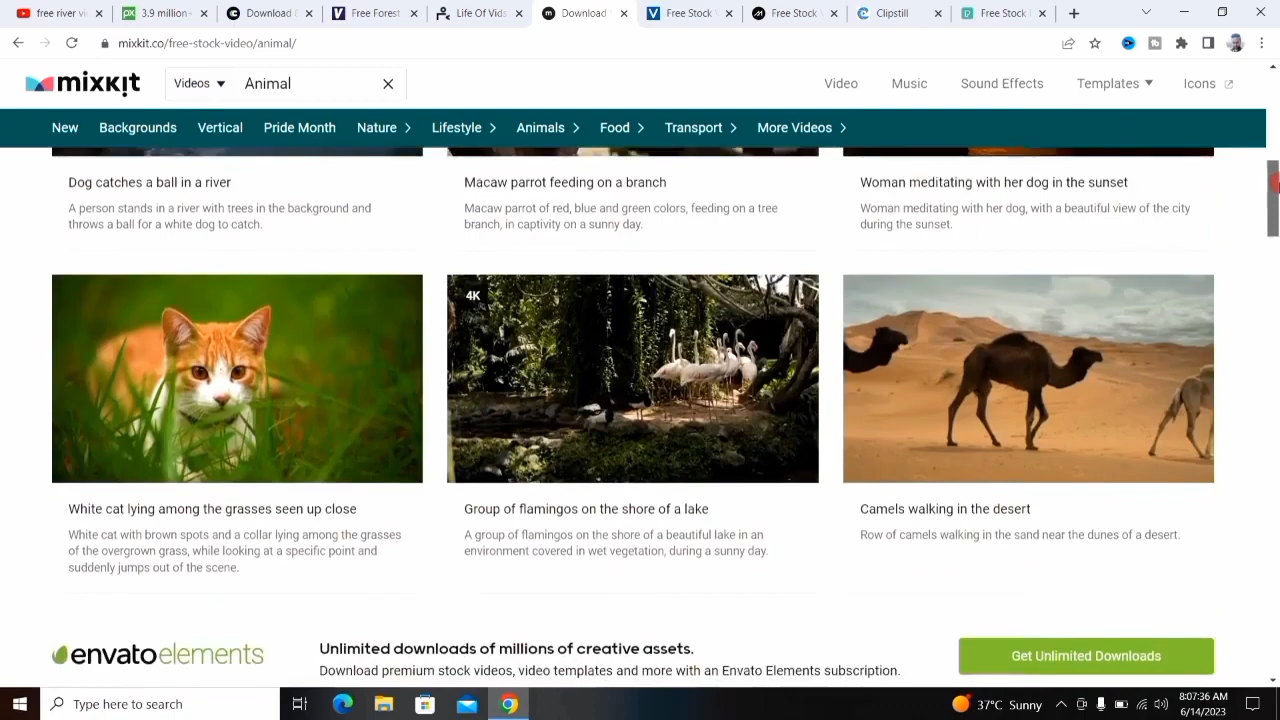 free river vi
3.9 million+
Download F
Free Forest
Life Of Vids
Download
Free Stock
Free Stock V
Clipstill
Free Stock
mixkit.co/free-stock-video/animal/
mixkit
Videos
Animal
Video
Music
Sound Effects
Templates
Icons
New
Backgrounds
Vertical
Pride Month
Nature
Lifestyle
Animals
Food
Transport
More Videos
Dog catches a ball in a river
A person stands in a river with trees in the background and
throws a ball for a white dog to catch.
Macaw parrot feeding on a branch
Macaw parrot of red, blue and green colors, feeding on a tree
branch, in captivity on a sunny day.
Woman meditating with her dog in the sunset
Woman meditating with her dog, with a beautiful view of the city
during the sunset.
4K
White cat lying among the grasses seen up close
White cat with brown spots and a collar lying among the grasses
of the overgrown grass, while looking at a specific point and
suddenly jumps out of the scene.
Group of flamingos on the shore of a lake
A group of flamingos on the shore of a beautiful lake in an
environment covered in wet vegetation, during a sunny day.
Camels walking in the desert
Row of camels walking in the sand near the dunes of a desert.
envato elements
Unlimited downloads of millions of creative assets.
Download premium stock videos, video templates and more with an Envato Elements subscription.
Get Unlimited Downloads
Type here to search
37°C Sunny
8:07:36 AM
6/14/2023